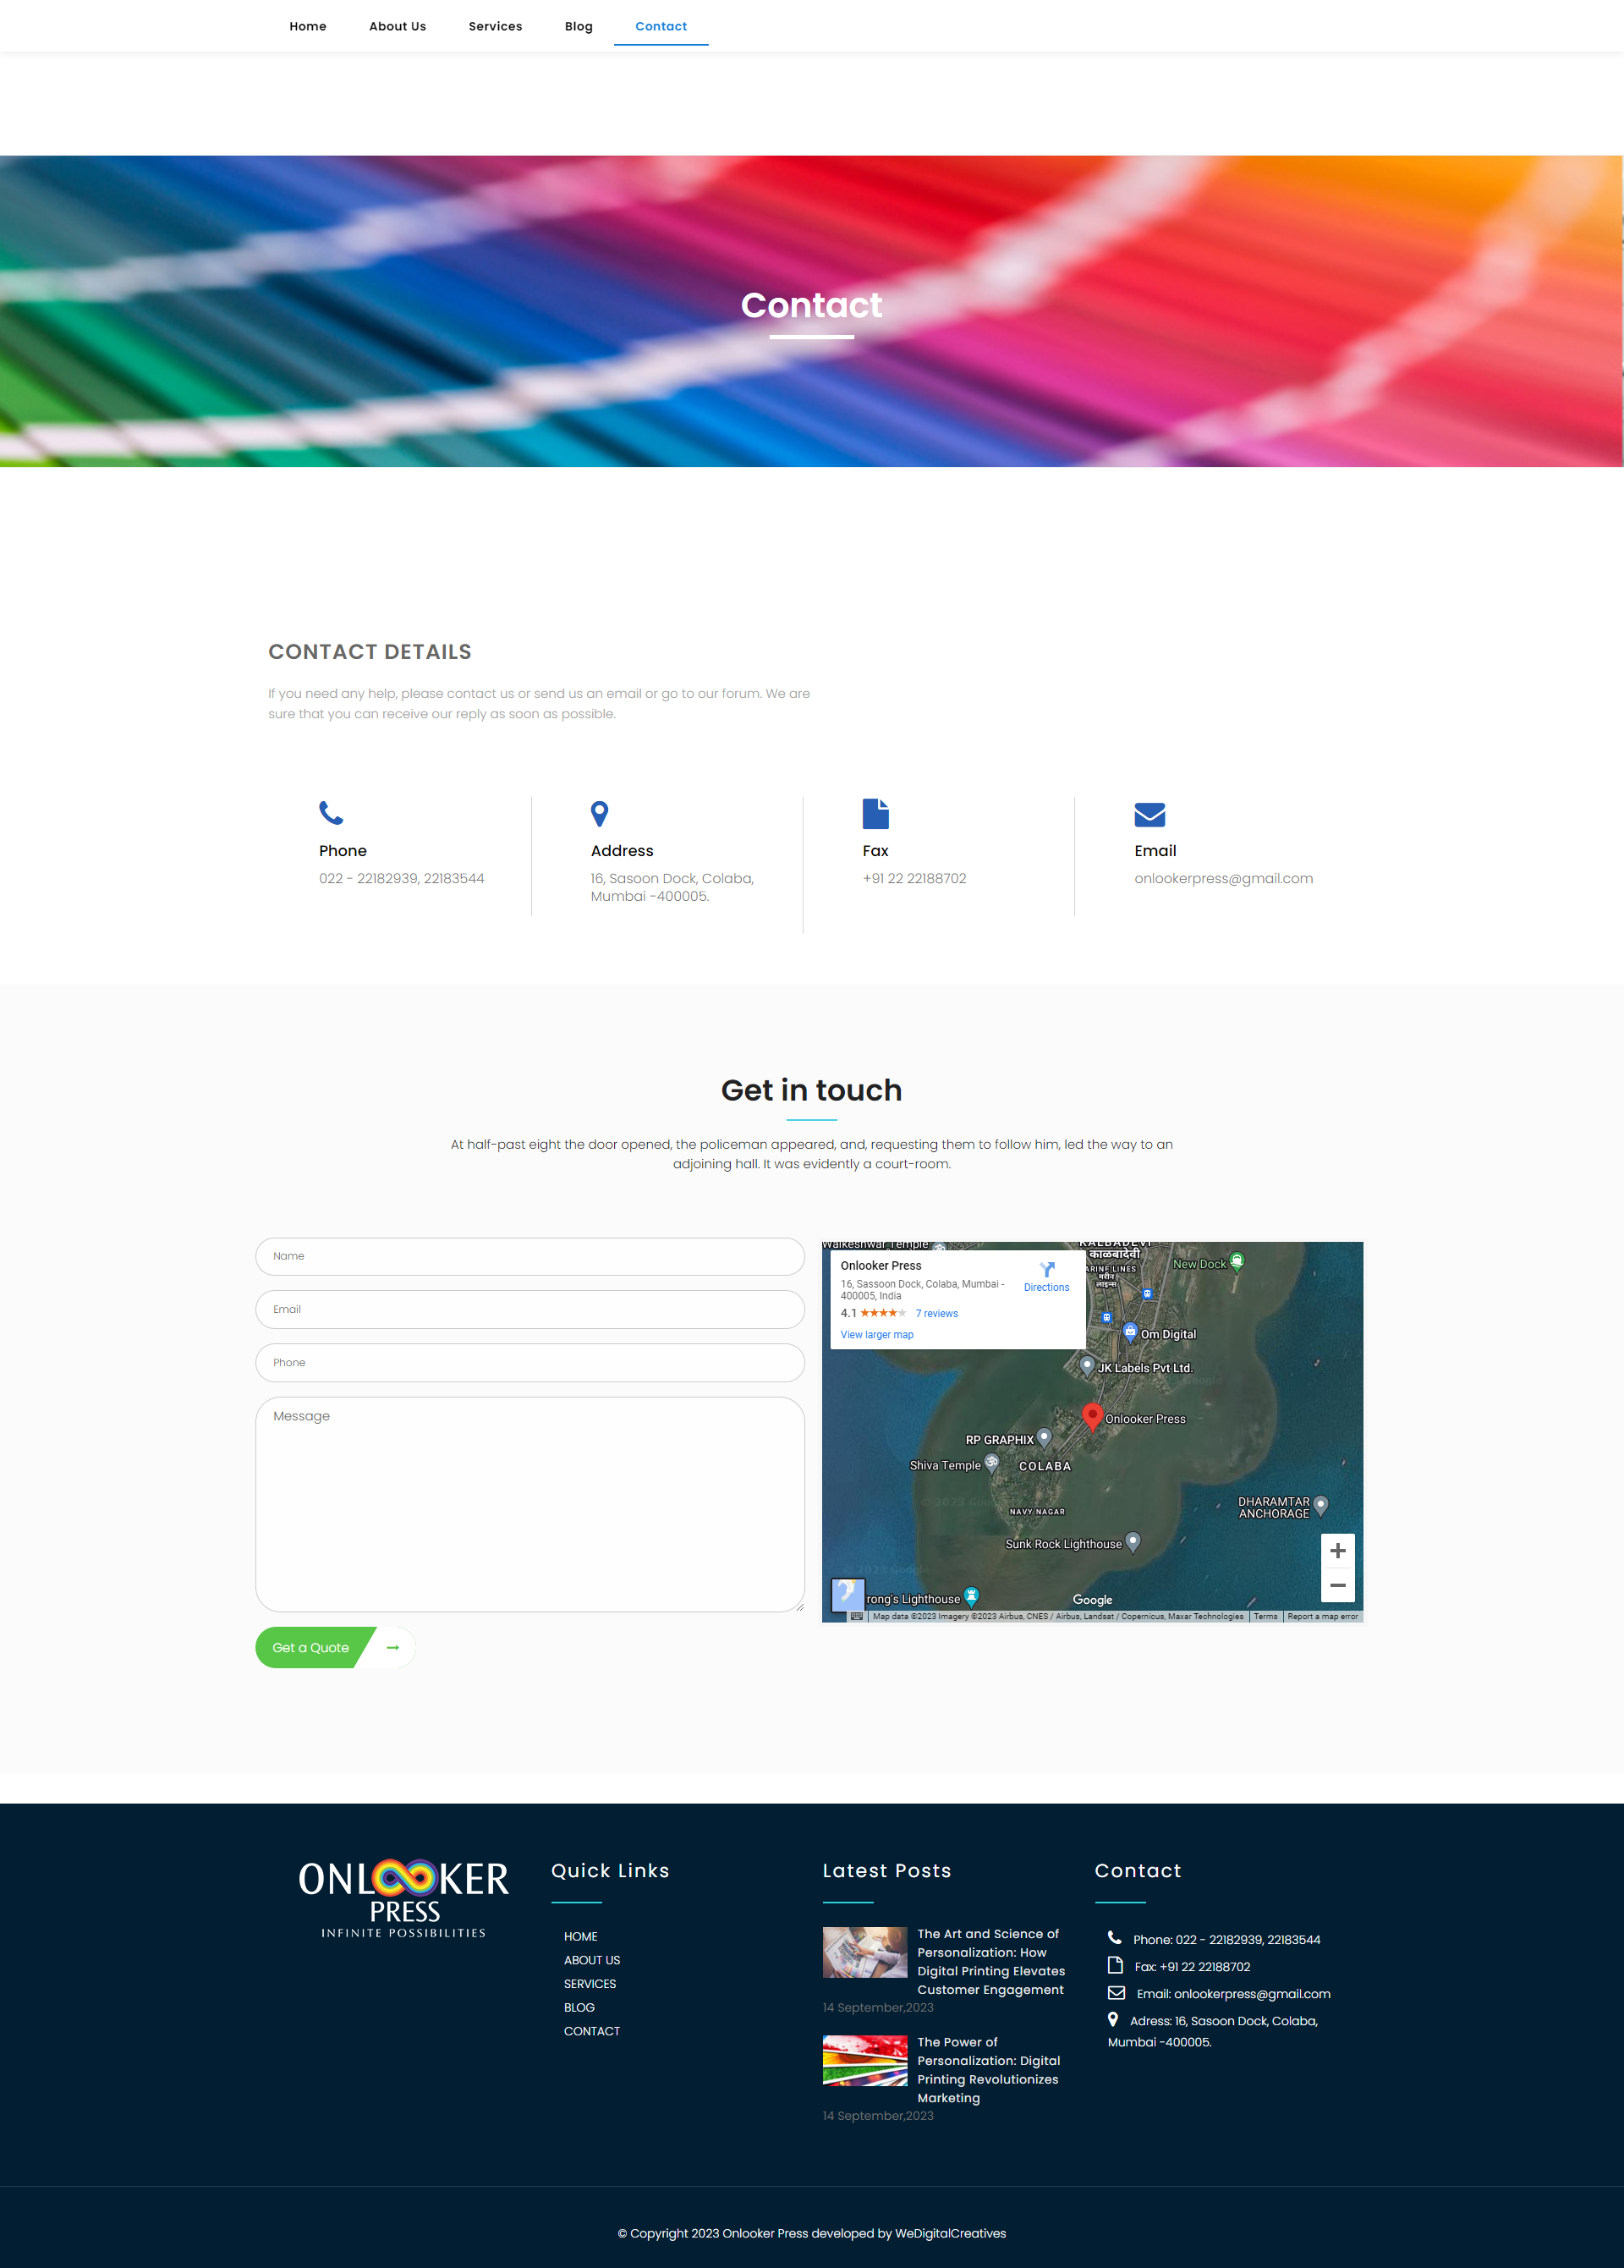 Home
About Us
Services
Blog
Contact
Contact
CONTACT DETAILS
If you need any help, please contact us or send us an email or go to our forum. We are
sure that you can receive our reply as soon as possible.
Phone
022 - 22182939, 22183544
Address
16, Sasoon Dock, Colaba,
Mumbai -400005.
Fax
+91 22 22188702
Email
onlookerpress@gmail.com
Get in touch
At half-past eight the door opened, the policeman appeared, and, requesting them to follow him, led the way to an
adjoining hall. It was evidently a court-room.
Name
Email
Phone
Message
Get a Quote
Walkeshwar Temple
KALBADEVI
काळबादेवी
ARINE LINES
मरीन
लाइन्स
New Dock
Onlooker Press
16, Sassoon Dock, Colaba, Mumbai -
400005, India
4.1
7 reviews
View larger map
Directions
Om Digital
JK Labels Pvt Ltd.
Onlooker Press
RP GRAPHIX
Shiva Temple
COLABA
NAVY NAGAR
DHARAMTAR
ANCHORAGE
Sunk Rock Lighthouse
rong's Lighthouse
Google
Map data ©2023 Imagery ©2023 Airbus, CNES / Airbus, Landsat / Copernicus, Maxar Technologies
Terms
Report a map error
ONLOOKER
PRESS
INFINITE POSSIBILITIES
Quick Links
HOME
ABOUT US
SERVICES
BLOG
CONTACT
Latest Posts
The Art and Science of
Personalization: How
Digital Printing Elevates
Customer Engagement
14 September,2023
The Power of
Personalization: Digital
Printing Revolutionizes
Marketing
14 September,2023
Contact
Phone: 022 - 22182939, 22183544
Fax: +91 22 22188702
Email: onlookerpress@gmail.com
Adress: 16, Sasoon Dock, Colaba,
Mumbai -400005.
© Copyright 2023 Onlooker Press developed by WeDigitalCreatives